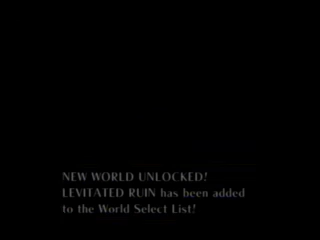 NEW WORLD UNLOCKED!
LEVITATED RUIN has been added
to the World Select List!